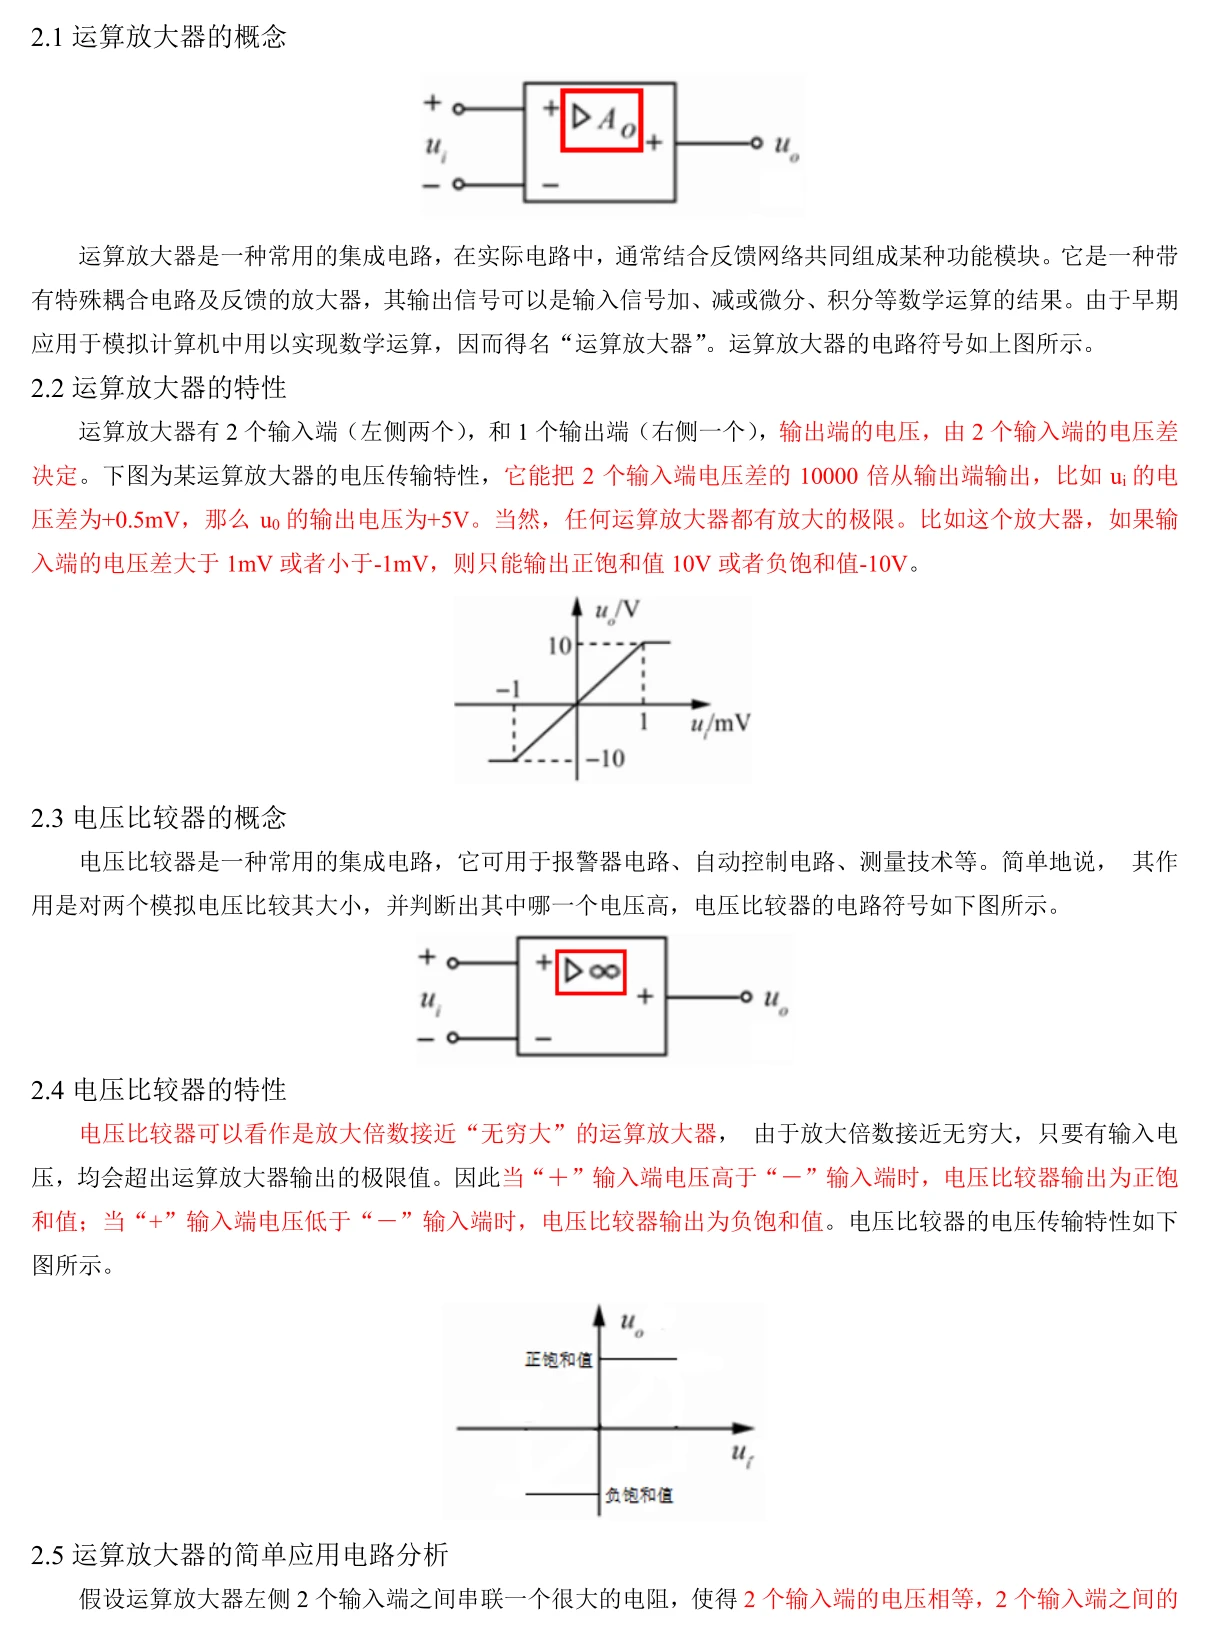 2.1 运算放大器的概念
+ + ▷ Ao
ui + uo
− −
运算放大器是一种常用的集成电路，在实际电路中，通常结合反馈网络共同组成某种功能模块。它是一种带
有特殊耦合电路及反馈的放大器，其输出信号可以是输入信号加、减或微分、积分等数学运算的结果。由于早期
应用于模拟计算机中用以实现数学运算，因而得名“运算放大器”。运算放大器的电路符号如上图所示。
2.2 运算放大器的特性
运算放大器有 2 个输入端（左侧两个），和 1 个输出端（右侧一个），输出端的电压，由 2 个输入端的电压差
决定。下图为某运算放大器的电压传输特性，它能把 2 个输入端电压差的 10000 倍从输出端输出，比如 ui 的电
压差为+0.5mV，那么 u0 的输出电压为+5V。当然，任何运算放大器都有放大的极限。比如这个放大器，如果输
入端的电压差大于 1mV 或者小于-1mV，则只能输出正饱和值 10V 或者负饱和值-10V。
uo/V
10
−1
1 ui/mV
−10
2.3 电压比较器的概念
电压比较器是一种常用的集成电路，它可用于报警器电路、自动控制电路、测量技术等。简单地说， 其作
用是对两个模拟电压比较其大小，并判断出其中哪一个电压高，电压比较器的电路符号如下图所示。
+ + ▷ ∞
ui + uo
− −
2.4 电压比较器的特性
电压比较器可以看作是放大倍数接近“无穷大”的运算放大器， 由于放大倍数接近无穷大，只要有输入电
压，均会超出运算放大器输出的极限值。因此当“＋”输入端电压高于“－”输入端时，电压比较器输出为正饱
和值；当“+”输入端电压低于“－”输入端时，电压比较器输出为负饱和值。电压比较器的电压传输特性如下
图所示。
uo
正饱和值
ui
负饱和值
2.5 运算放大器的简单应用电路分析
假设运算放大器左侧 2 个输入端之间串联一个很大的电阻，使得 2 个输入端的电压相等，2 个输入端之间的